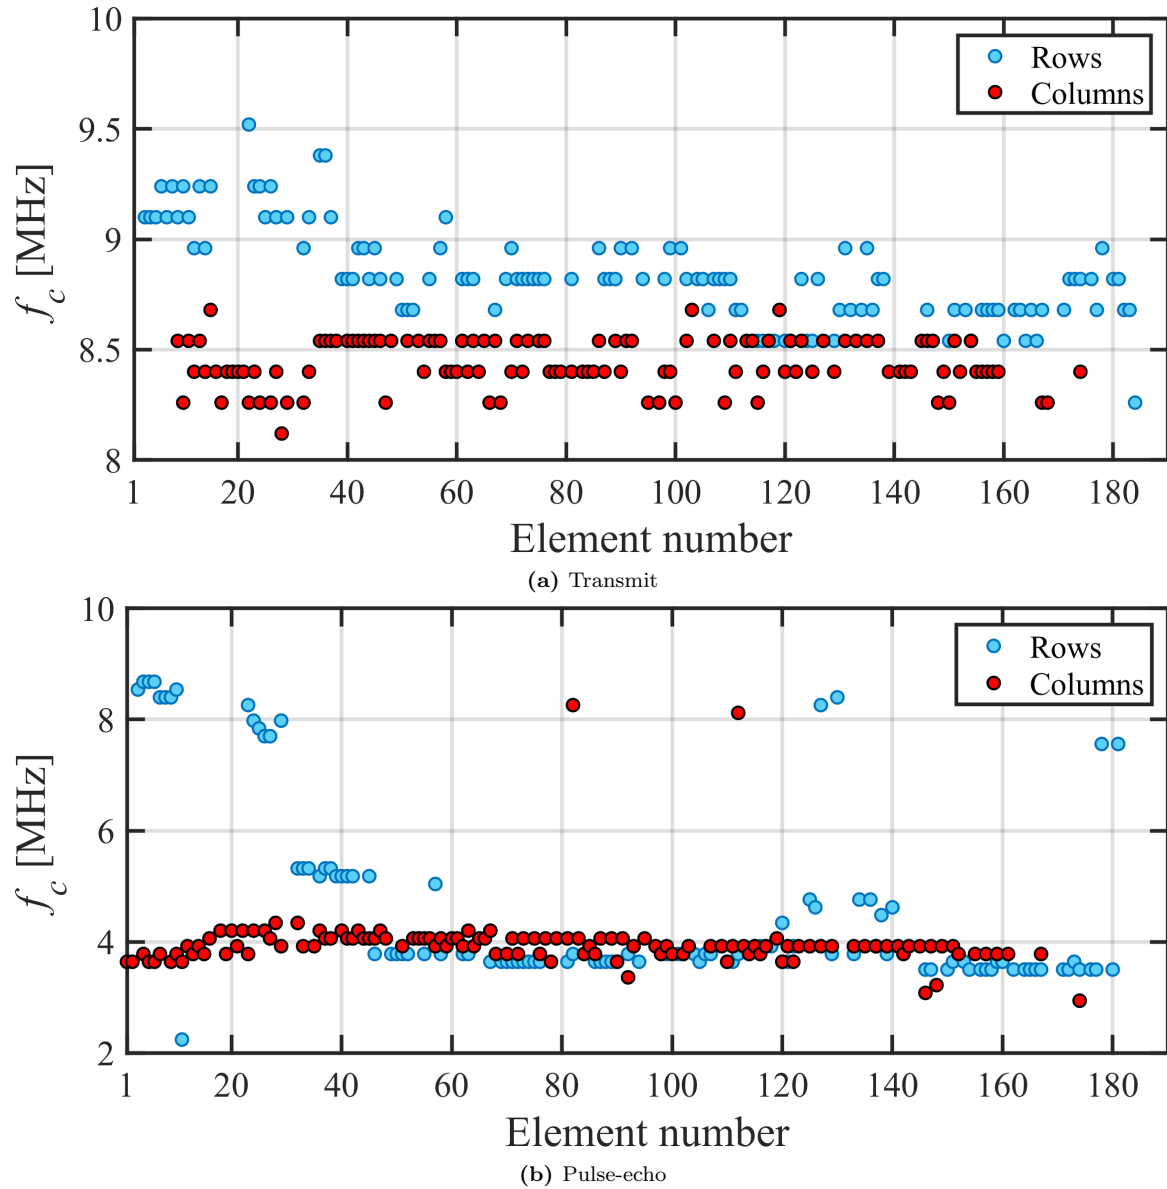 10
9.5
9
8.5
8
f_c [MHz]
Rows
Columns
1 20 40 60 80 100 120 140 160 180
Element number
(a) Transmit
10
8
6
4
2
f_c [MHz]
Rows
Columns
1 20 40 60 80 100 120 140 160 180
Element number
(b) Pulse-echo